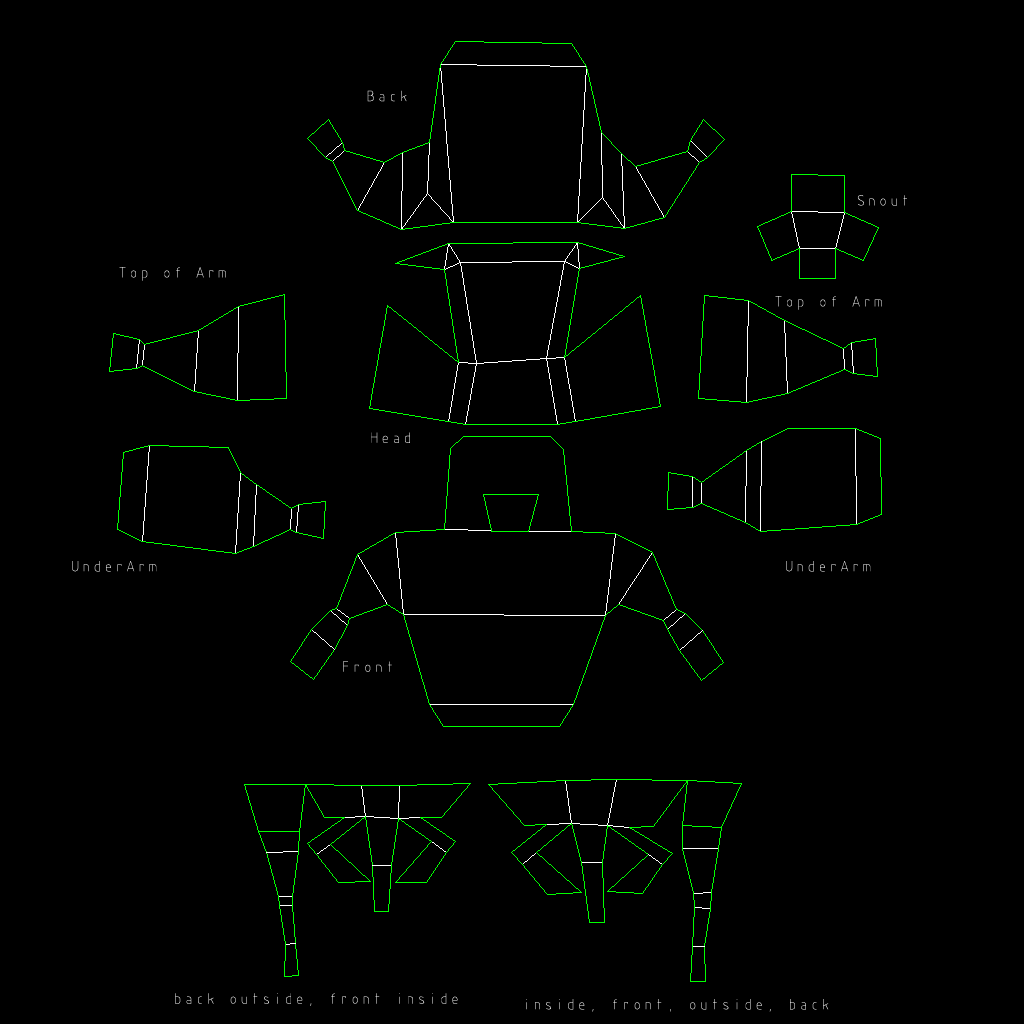 Back
Snout
Top of Arm
Top of Arm
Head
UnderArm
UnderArm
Front
back outside, front inside
inside, front, outside, back